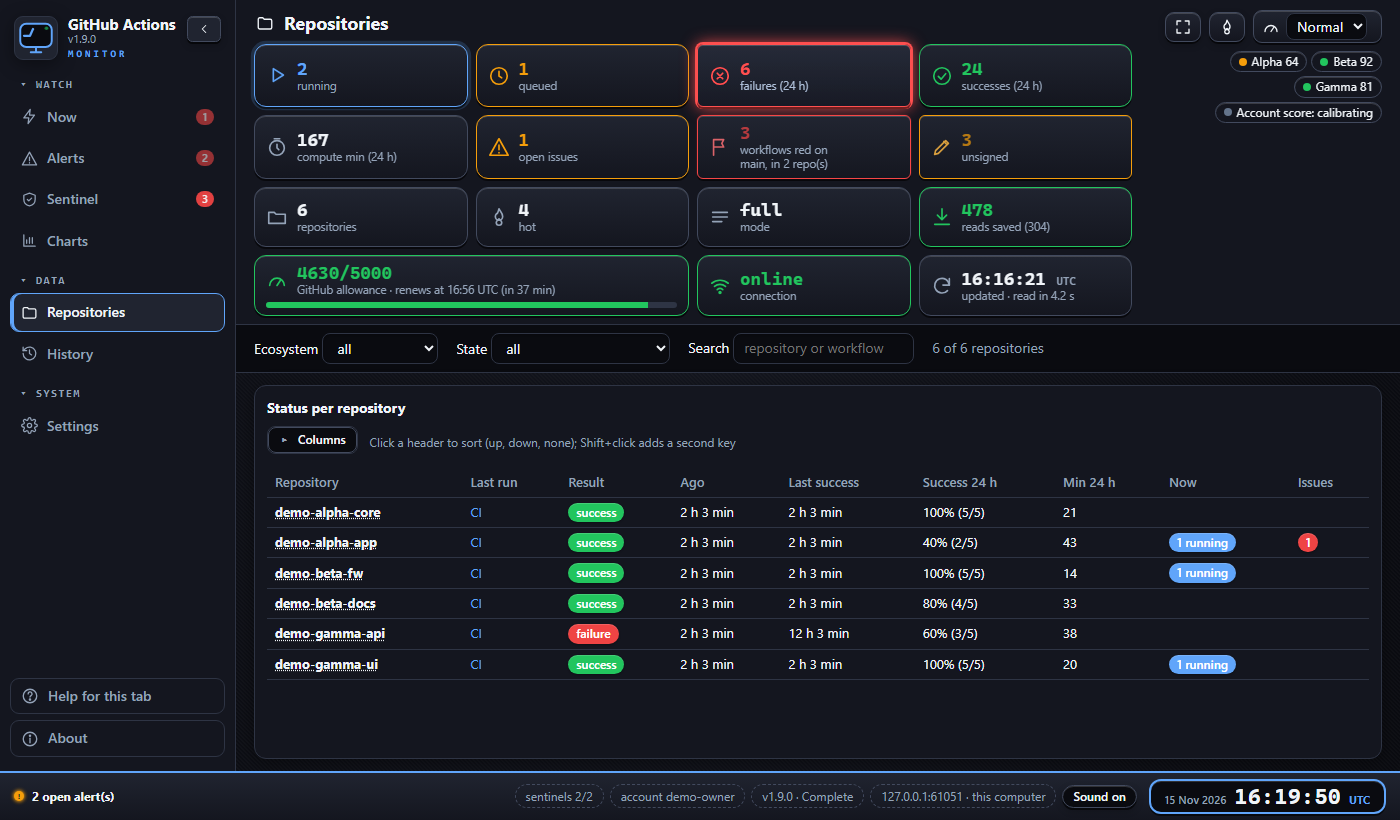 GitHub Actions
v1.9.0
MONITOR
WATCH
Now 1
Alerts 2
Sentinel 3
Charts
DATA
Repositories
History
SYSTEM
Settings
Help for this tab
About
Repositories
Normal
Alpha 64
Beta 92
Gamma 81
Account score: calibrating
2
running
1
queued
6
failures (24 h)
24
successes (24 h)
167
compute min (24 h)
1
open issues
3
workflows red on
main, in 2 repo(s)
3
unsigned
6
repositories
4
hot
full
mode
478
reads saved (304)
4630/5000
GitHub allowance · renews at 16:56 UTC (in 37 min)
online
connection
16:16:21 UTC
updated · read in 4.2 s
Ecosystem all State all Search repository or workflow 6 of 6 repositories
Status per repository
Columns Click a header to sort (up, down, none); Shift+click adds a second key
Repository Last run Result Ago Last success Success 24 h Min 24 h Now Issues
demo-alpha-core CI success 2 h 3 min 2 h 3 min 100% (5/5) 21
demo-alpha-app CI success 2 h 3 min 2 h 3 min 40% (2/5) 43 1 running 1
demo-beta-fw CI success 2 h 3 min 2 h 3 min 100% (5/5) 14 1 running
demo-beta-docs CI success 2 h 3 min 2 h 3 min 80% (4/5) 33
demo-gamma-api CI failure 2 h 3 min 12 h 3 min 60% (3/5) 38
demo-gamma-ui CI success 2 h 3 min 2 h 3 min 100% (5/5) 20 1 running
2 open alert(s) sentinels 2/2 account demo-owner v1.9.0 · Complete 127.0.0.1:61051 · this computer Sound on 15 Nov 2026 16:19:50 UTC